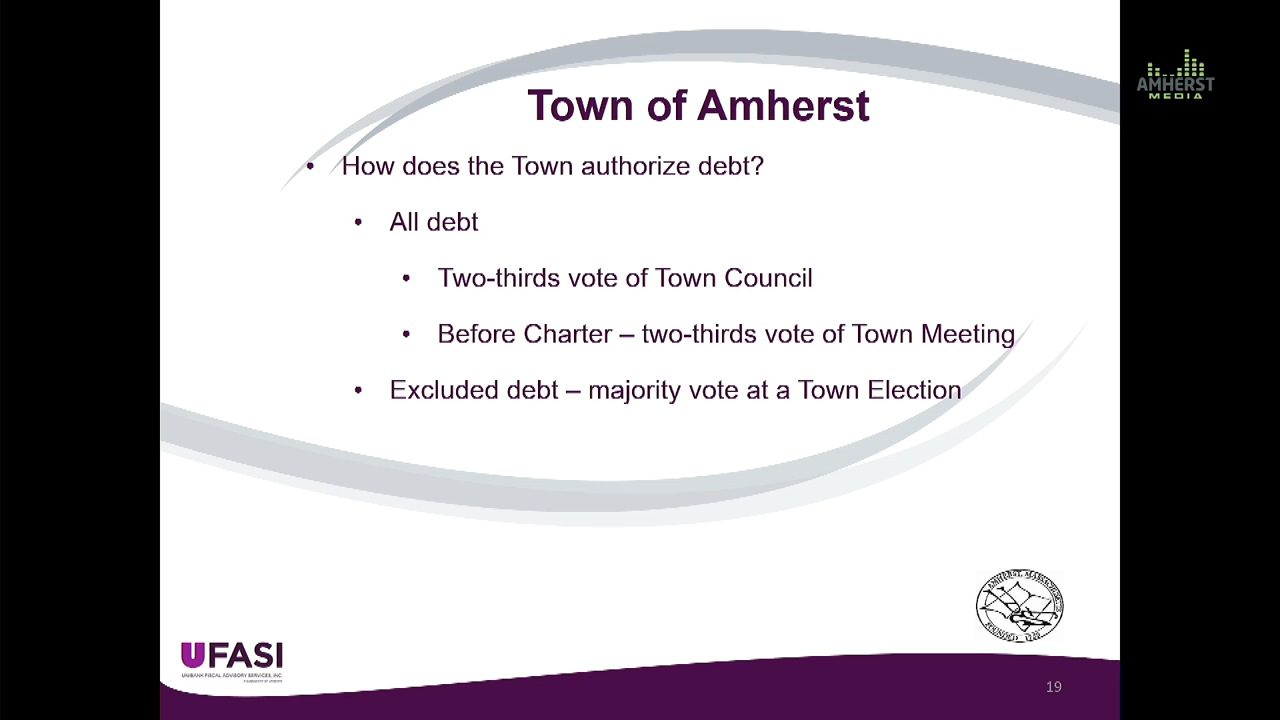 AMHERST
MEDIA
Town of Amherst
• How does the Town authorize debt?
• All debt
• Two-thirds vote of Town Council
• Before Charter – two-thirds vote of Town Meeting
• Excluded debt – majority vote at a Town Election
UFASI
UNIBANK FISCAL ADVISORY SERVICES, INC.
19